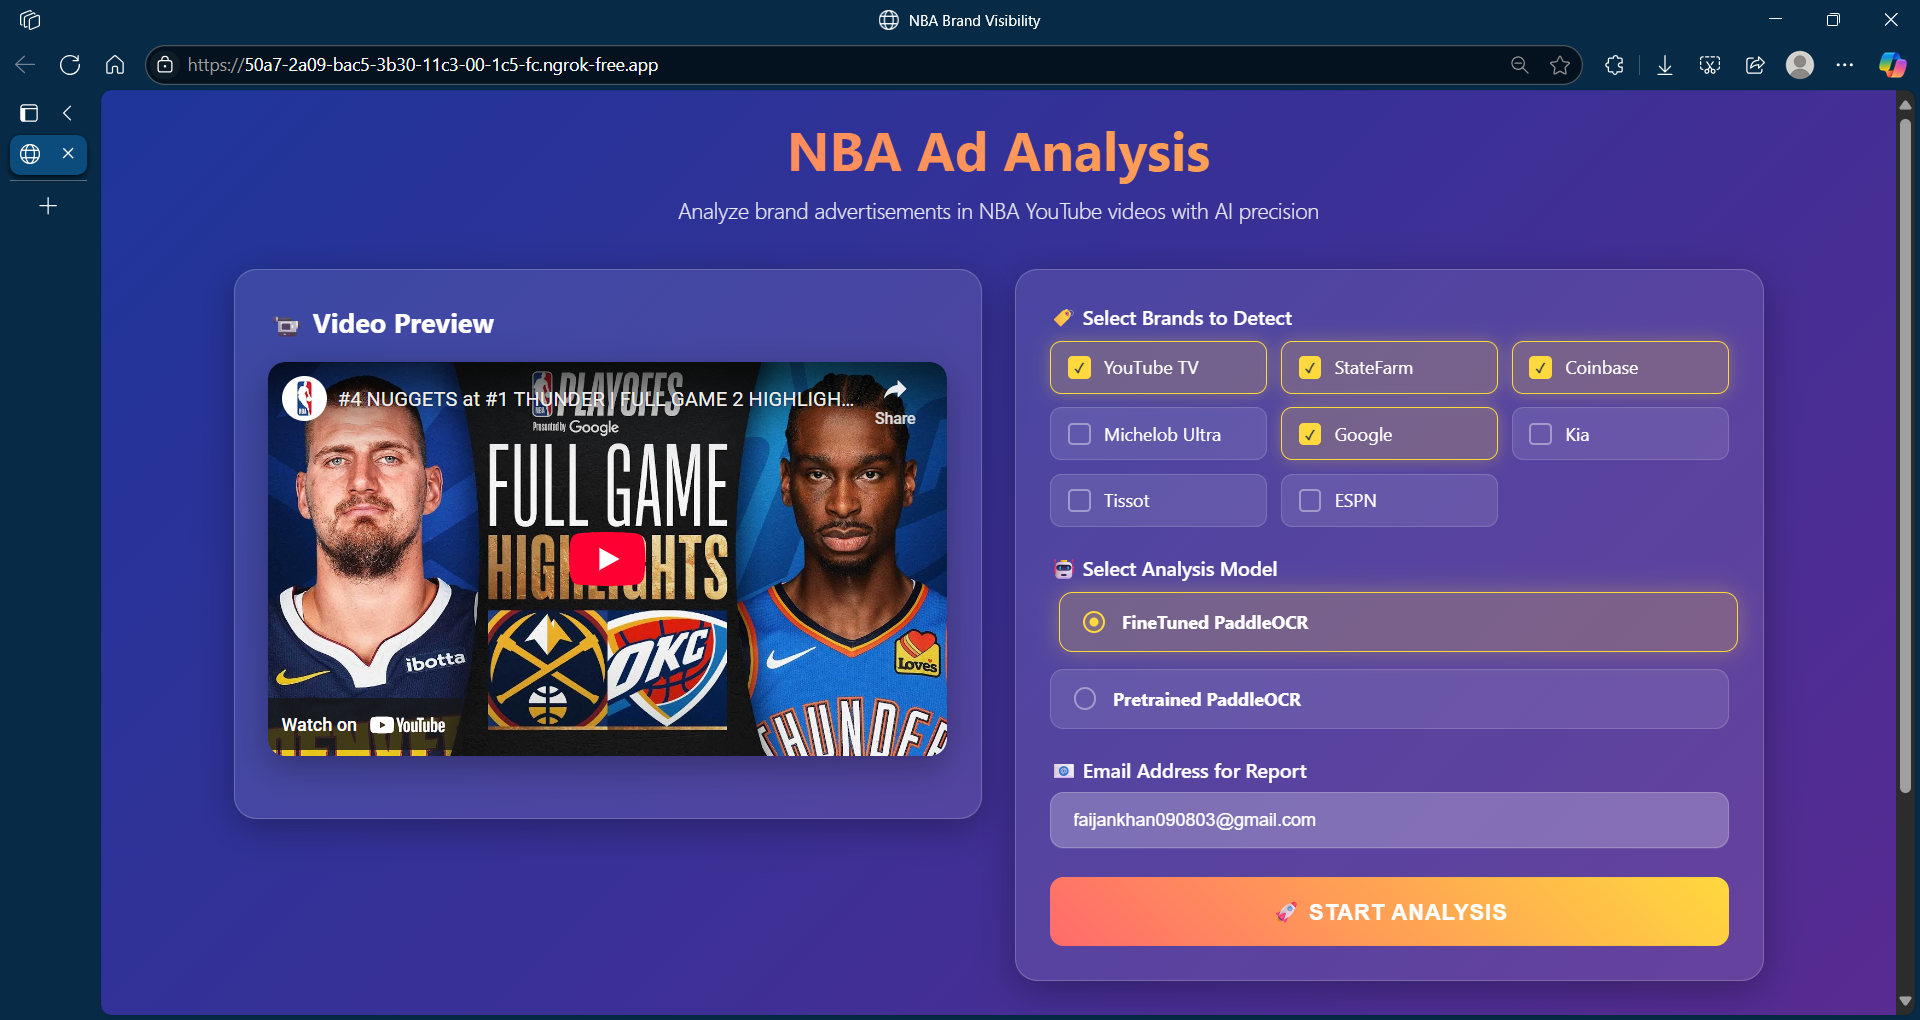 NBA Brand Visibility
https://50a7-2a09-bac5-3b30-11c3-00-1c5-fc.ngrok-free.app
NBA Ad Analysis
Analyze brand advertisements in NBA YouTube videos with AI precision
Video Preview
#4 NUGGETS at #1 THUNDER | FULL GAME 2 HIGHLIGH...
Share
NBA
PLAYOFFS
Presented by Google
FULL GAME
HIGHLIGHTS
ibotta
OKC
Loves
THUNDER
Watch on YouTube
Select Brands to Detect
YouTube TV
StateFarm
Coinbase
Michelob Ultra
Google
Kia
Tissot
ESPN
Select Analysis Model
FineTuned PaddleOCR
Pretrained PaddleOCR
Email Address for Report
faijankhan090803@gmail.com
START ANALYSIS